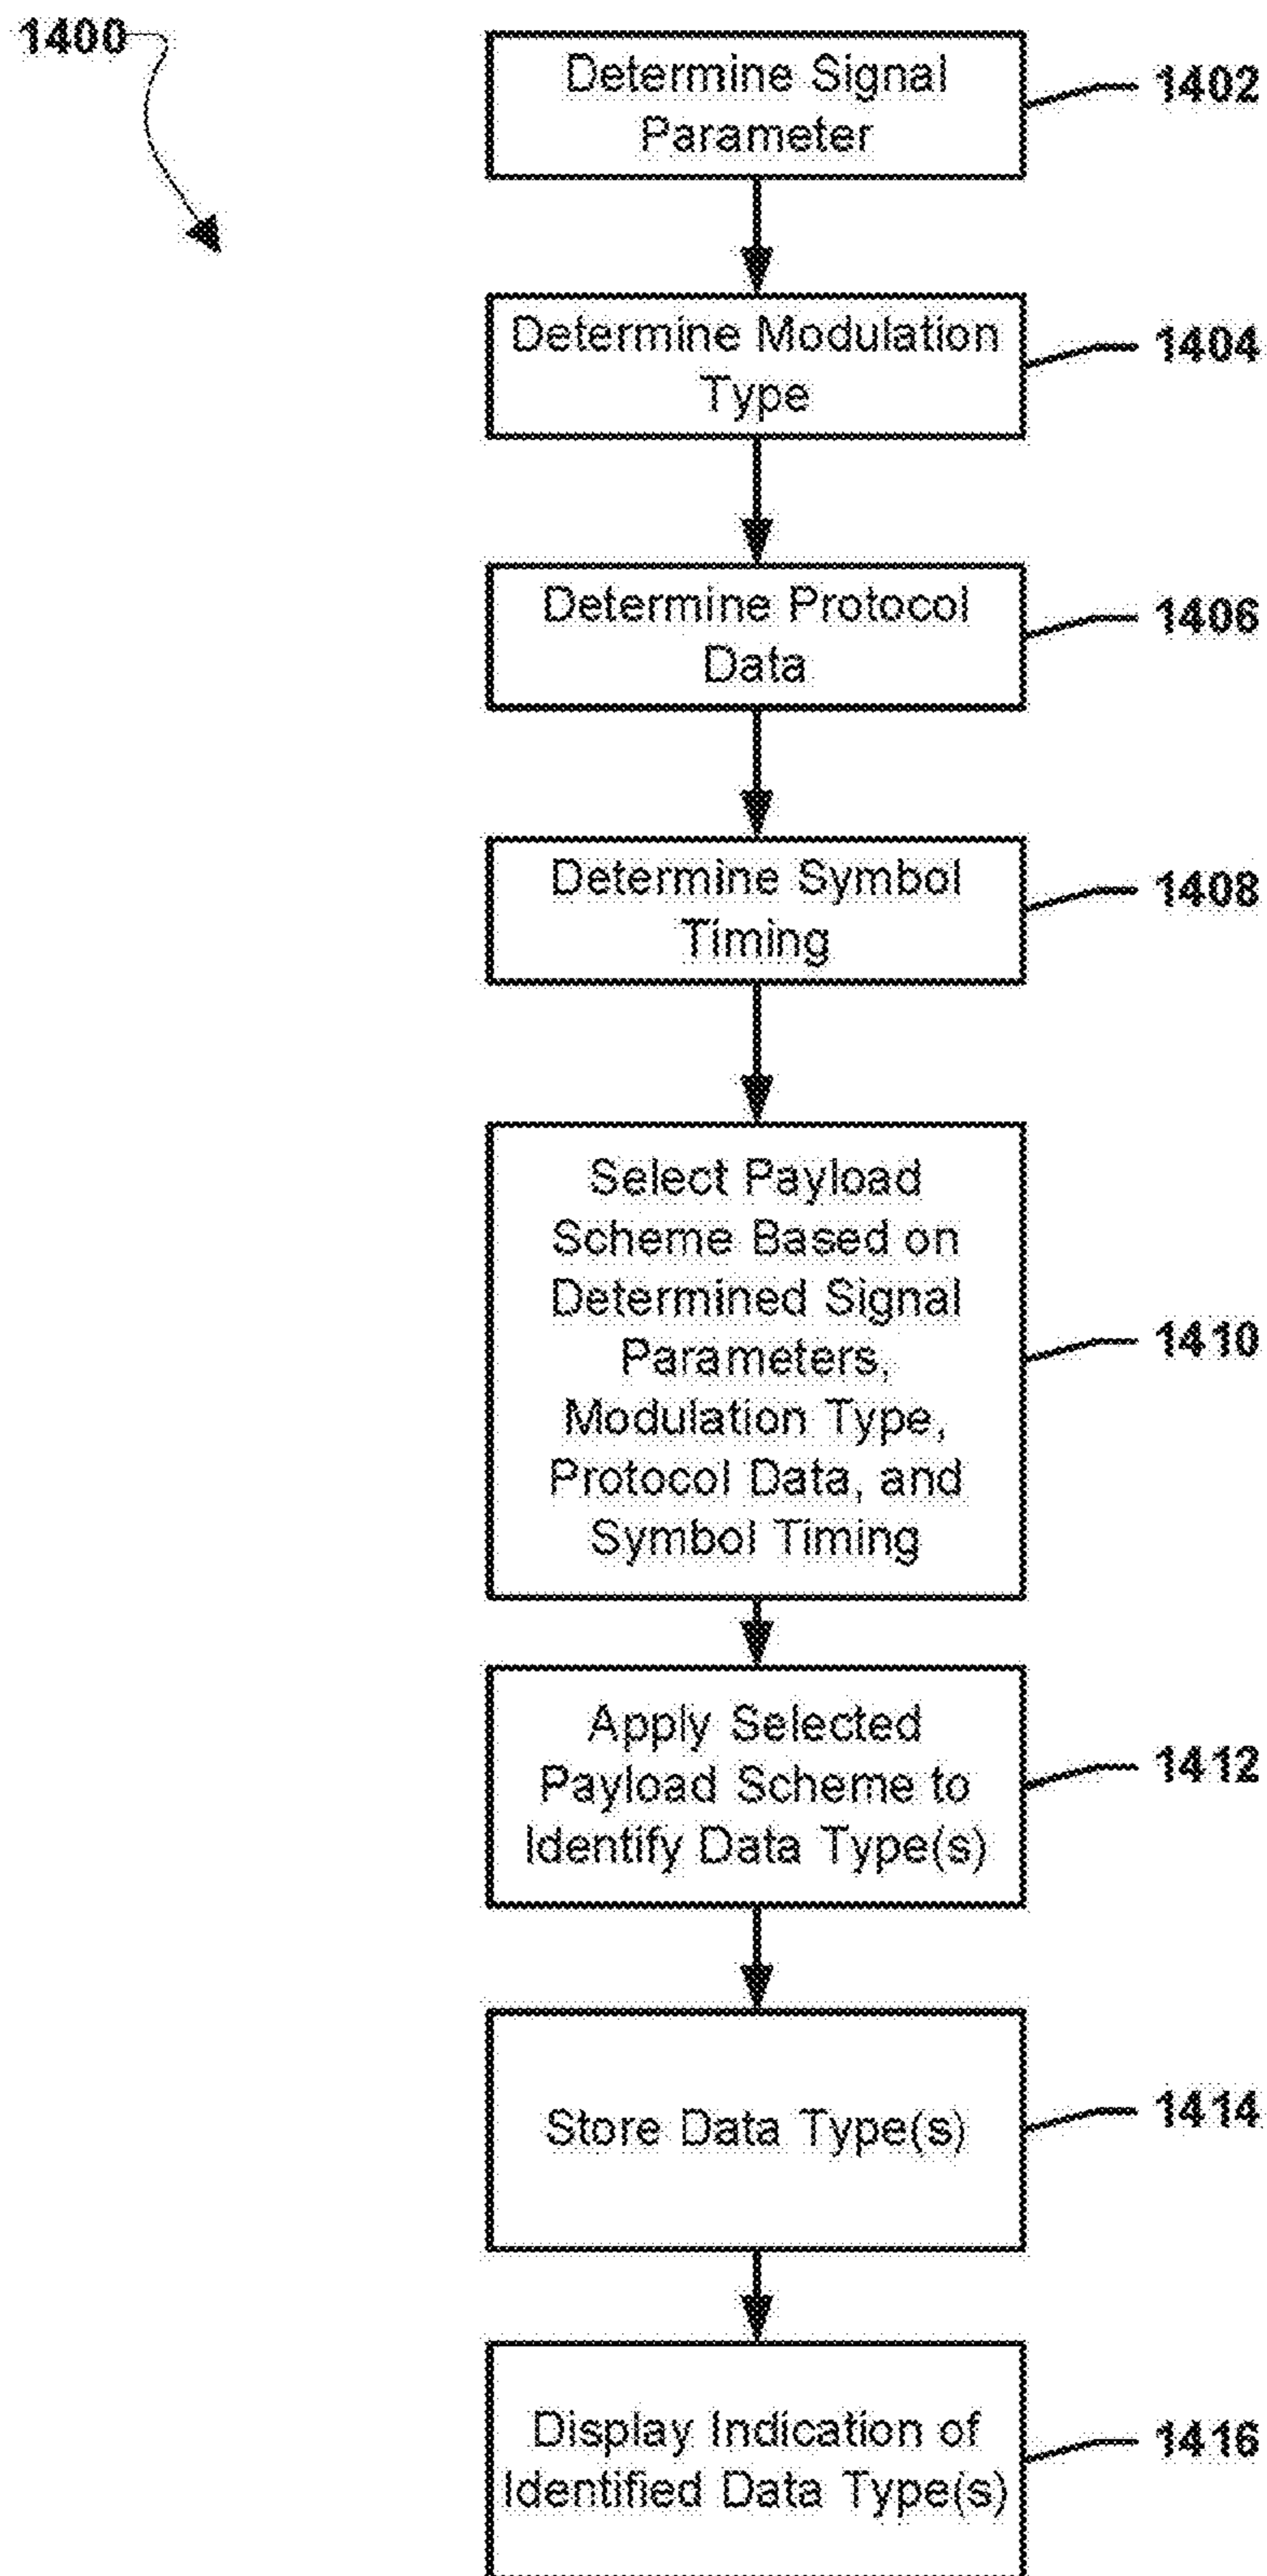 1400
Determine Signal
Parameter
1402
Determine Modulation
Type
1404
Determine Protocol
Data
1406
Determine Symbol
Timing
1408
Select Payload
Scheme Based on
Determined Signal
Parameters,
Modulation Type,
Protocol Data, and
Symbol Timing
1410
Apply Selected
Payload Scheme to
Identify Data Type(s)
1412
Store Data Type(s)
1414
Display Indication of
Identified Data Type(s)
1416